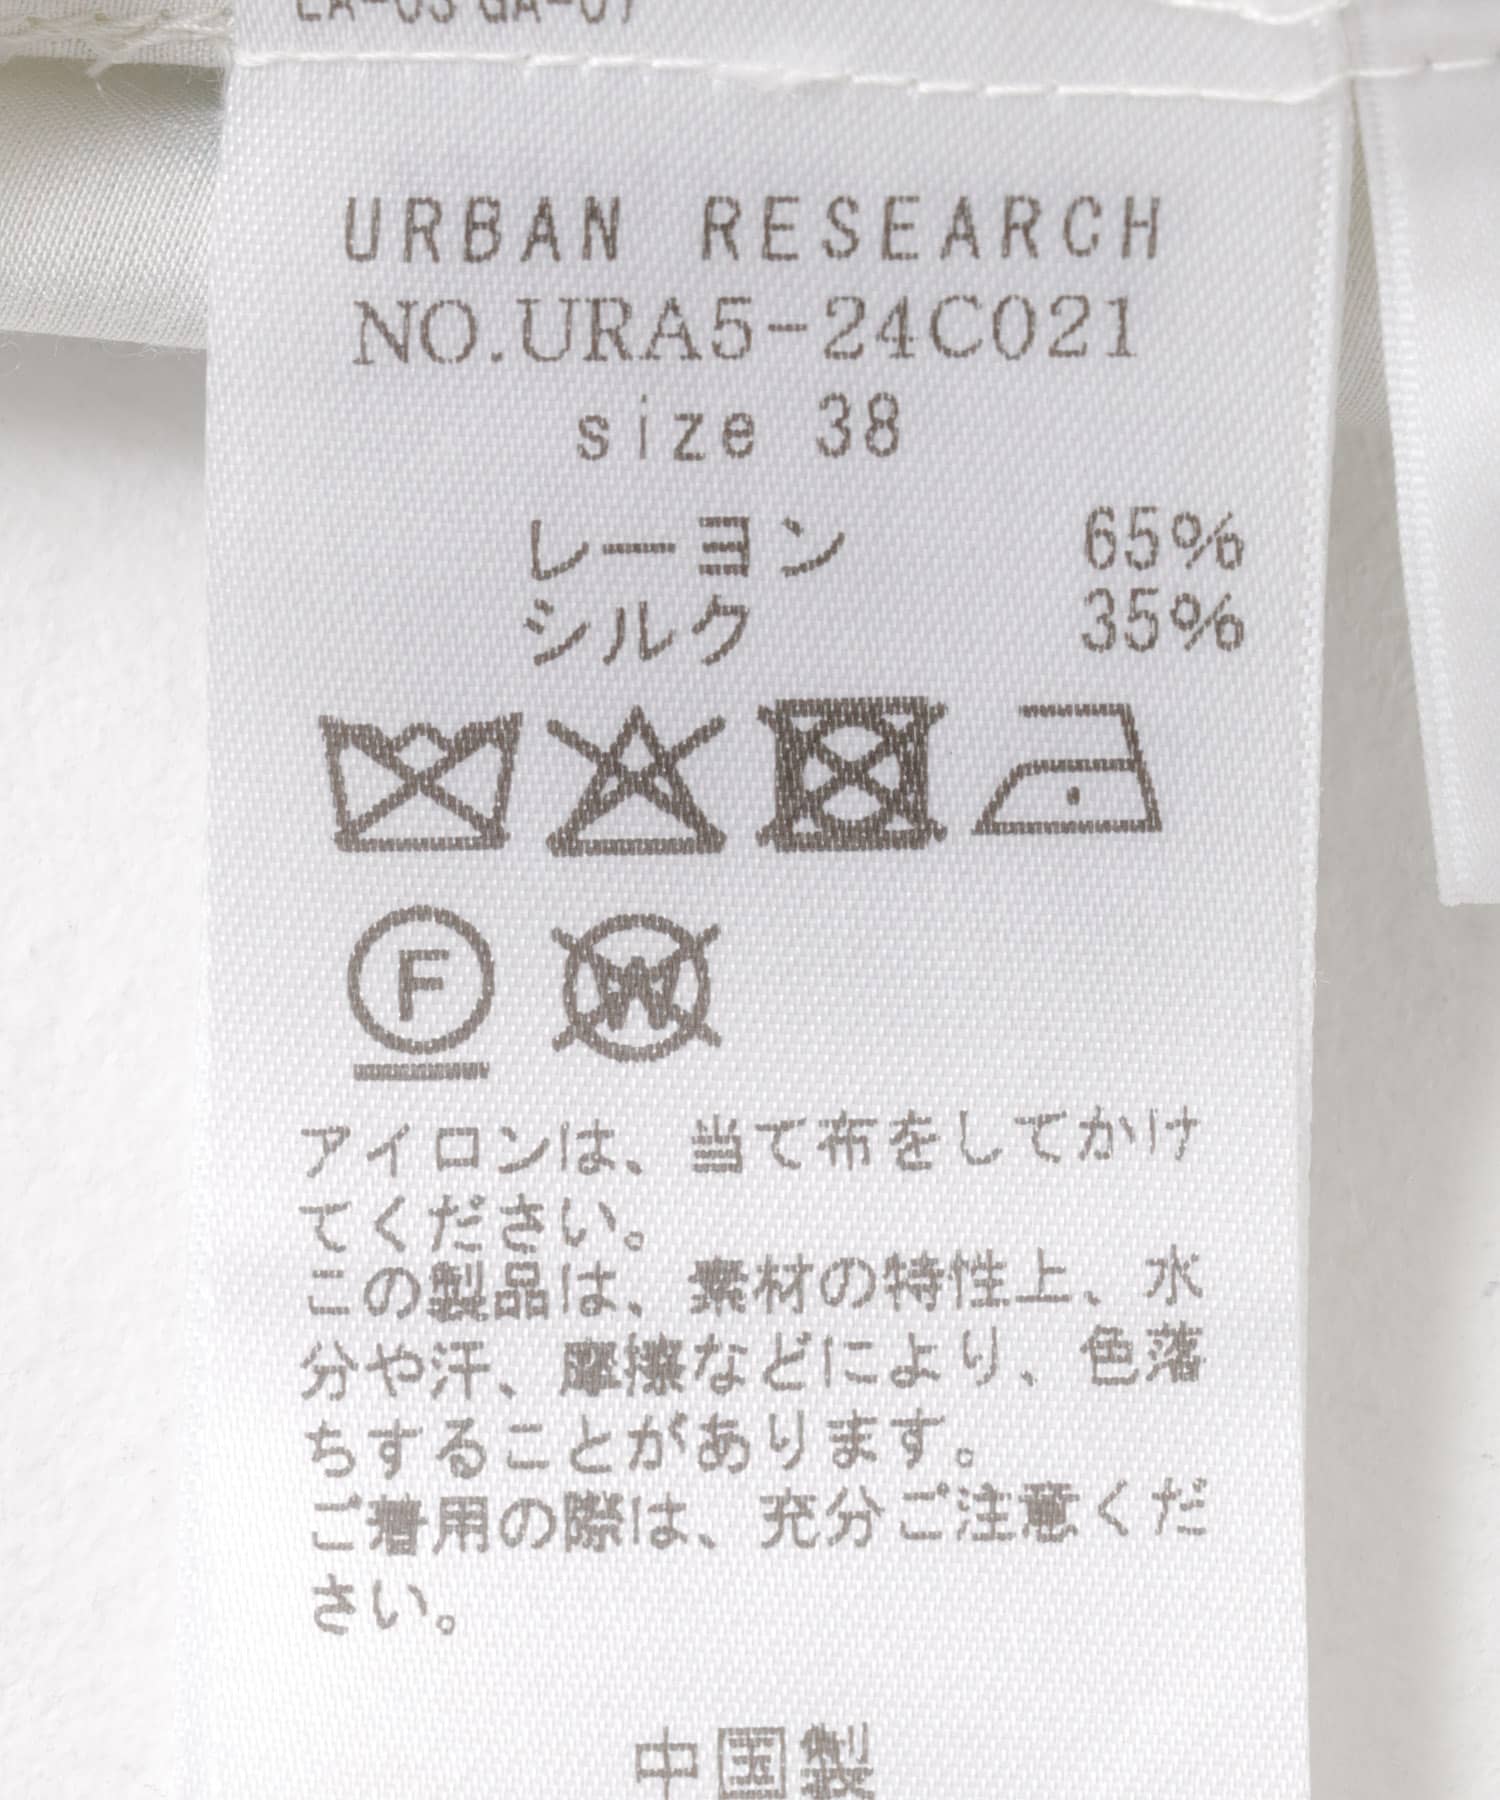 LA-03 GA-01
URBAN RESEARCH
NO.URA5-24C021
size 38
レーヨン 65%
シルク 35%
F
W
アイロンは、当て布をしてかけ
てください。
この製品は、素材の特性上、水
分や汗、摩擦などにより、色落
ちすることがあります。
ご着用の際は、充分ご注意くだ
さい。
中国製